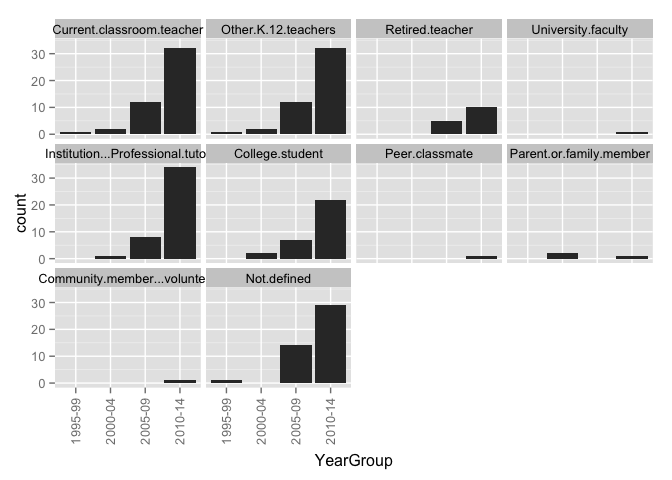 Current.classroom.teacher
Other.K.12.teachers
Retired.teacher
University.faculty
30
20
10
0
Institution...Professional.tuto
College.student
Peer.classmate
Parent.or.family.member
30
20
10
0
count
Community.member...volunte
Not.defined
30
20
10
0
1995-99
2000-04
2005-09
2010-14
1995-99
2000-04
2005-09
2010-14
YearGroup